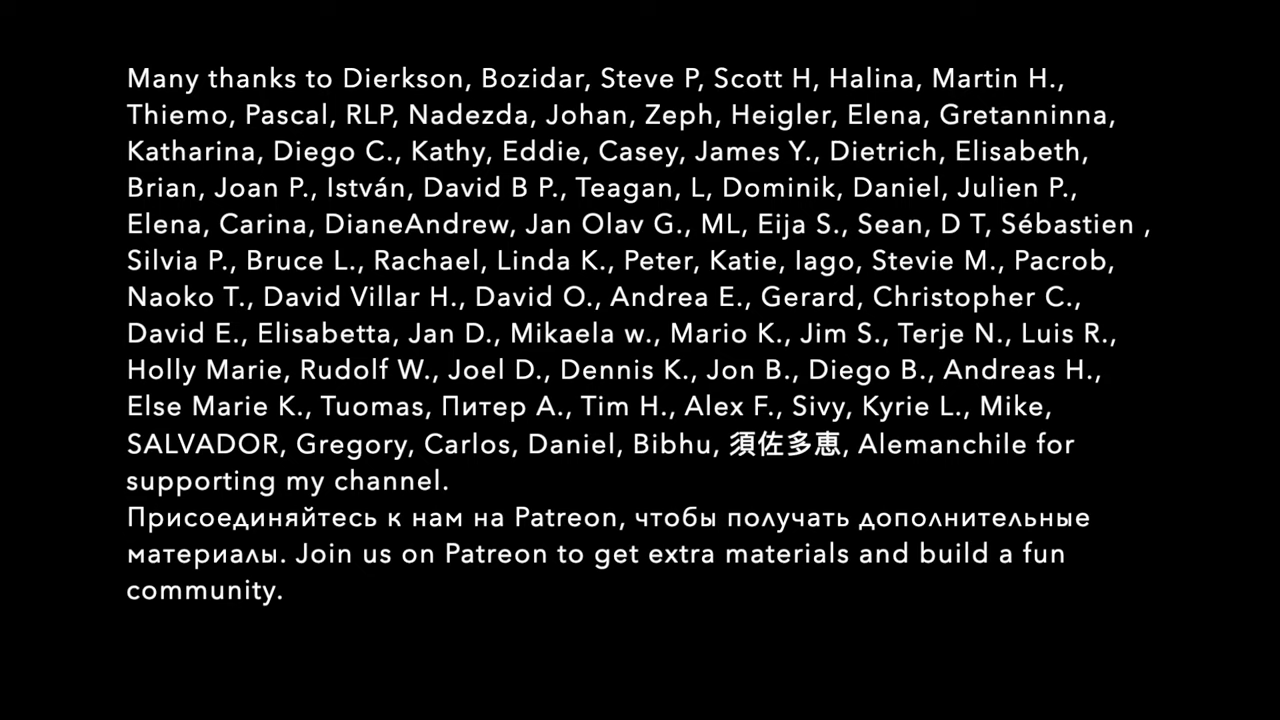 Many thanks to Dierkson, Bozidar, Steve P, Scott H, Halina, Martin H.,
Thiemo, Pascal, RLP, Nadezda, Johan, Zeph, Heigler, Elena, Gretanninna,
Katharina, Diego C., Kathy, Eddie, Casey, James Y., Dietrich, Elisabeth,
Brian, Joan P., István, David B P., Teagan, L, Dominik, Daniel, Julien P.,
Elena, Carina, DianeAndrew, Jan Olav G., ML, Eija S., Sean, D T, Sébastien ,
Silvia P., Bruce L., Rachael, Linda K., Peter, Katie, Iago, Stevie M., Pacrob,
Naoko T., David Villar H., David O., Andrea E., Gerard, Christopher C.,
David E., Elisabetta, Jan D., Mikaela w., Mario K., Jim S., Terje N., Luis R.,
Holly Marie, Rudolf W., Joel D., Dennis K., Jon B., Diego B., Andreas H.,
Else Marie K., Tuomas, Питер А., Tim H., Alex F., Sivy, Kyrie L., Mike,
SALVADOR, Gregory, Carlos, Daniel, Bibhu, 須佐多恵, Alemanchile for
supporting my channel.
Присоединяйтесь к нам на Patreon, чтобы получать дополнительные
материалы. Join us on Patreon to get extra materials and build a fun
community.